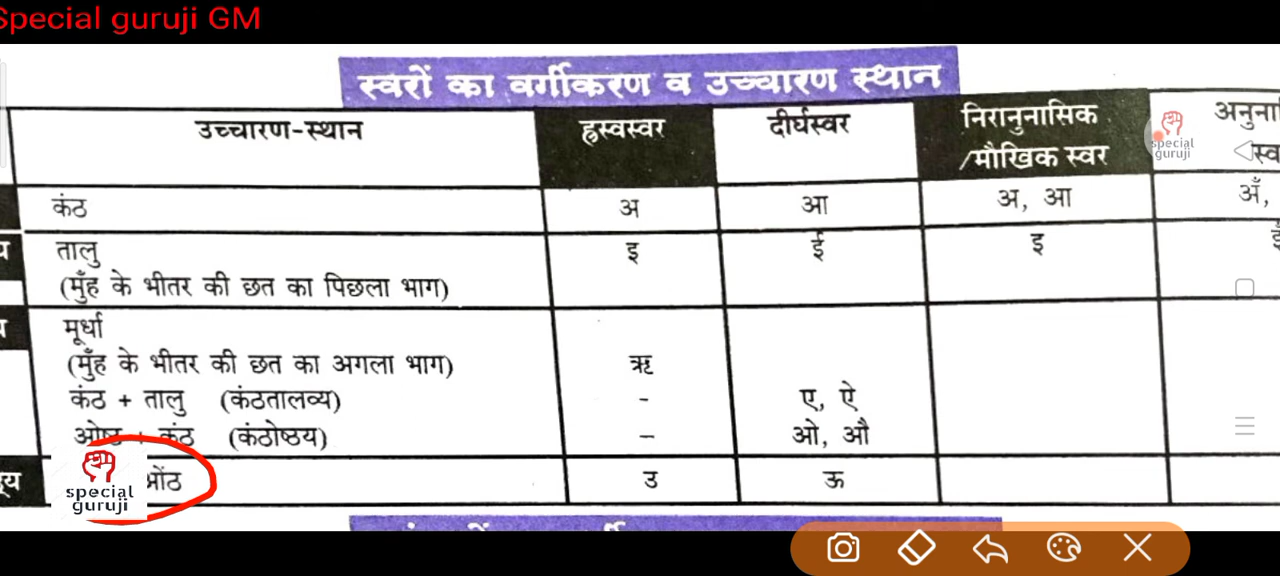 Special guruji GM
स्वरों का वर्गीकरण व उच्चारण स्थान
उच्चारण-स्थान ह्रस्वस्वर दीर्घस्वर निरानुनासिक /मौखिक स्वर
special guruji
कंठ अ आ अ, आ अँ,
तालु इ ई इ
(मुँह के भीतर की छत का पिछला भाग)
मूर्धा
(मुँह के भीतर की छत का अगला भाग) ऋ
कंठ + तालु (कंठतालव्य) - ए, ऐ
ओष्ठ + कंठ (कंठोष्ठय) – ओ, औ
ओंठ उ ऊ
special
guruji